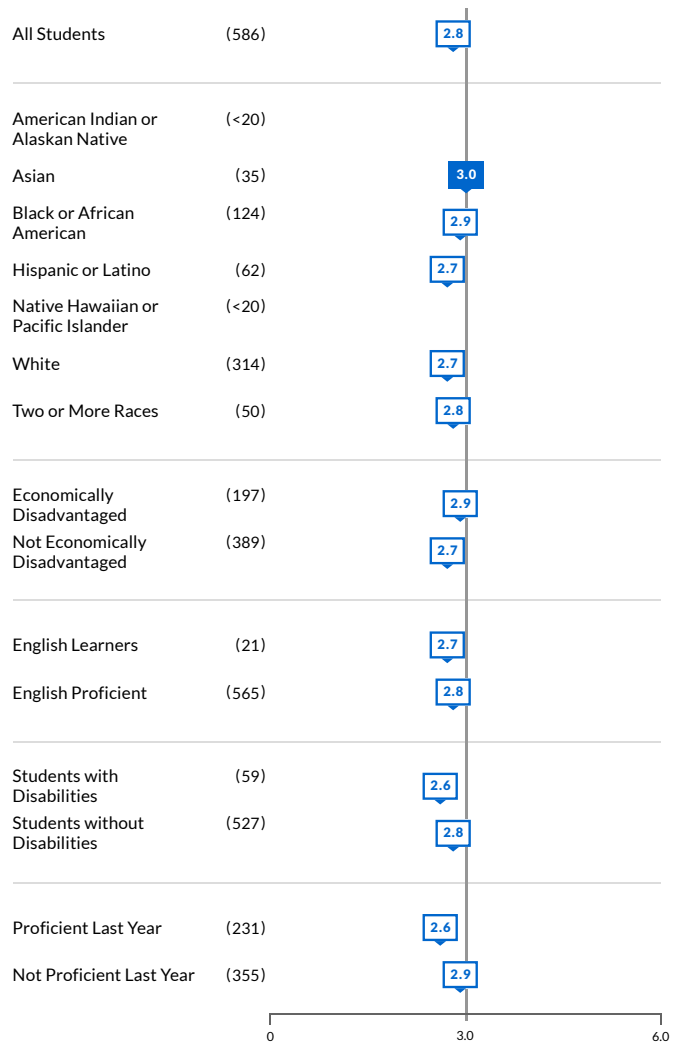 All Students (586) 2.8
American Indian or (<20)
Alaskan Native
Asian (35) 3.0
Black or African (124) 2.9
American
Hispanic or Latino (62) 2.7
Native Hawaiian or (<20)
Pacific Islander
White (314) 2.7
Two or More Races (50) 2.8
Economically (197) 2.9
Disadvantaged
Not Economically (389) 2.7
Disadvantaged
English Learners (21) 2.7
English Proficient (565) 2.8
Students with (59) 2.6
Disabilities
Students without (527) 2.8
Disabilities
Proficient Last Year (231) 2.6
Not Proficient Last Year (355) 2.9
0 3.0 6.0